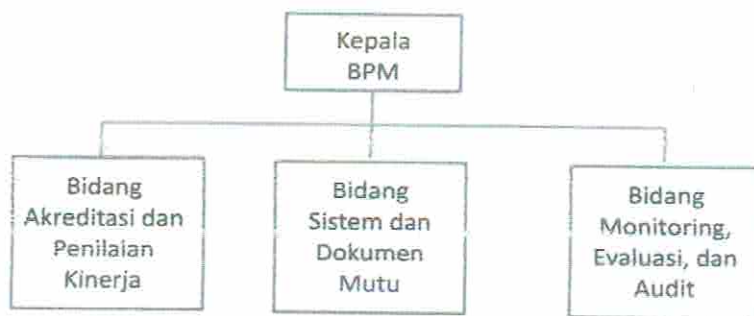 Kepala
BPM
Bidang
Akreditasi dan
Penilaian
Kinerja
Bidang
Sistem dan
Dokumen
Mutu
Bidang
Monitoring,
Evaluasi, dan
Audit